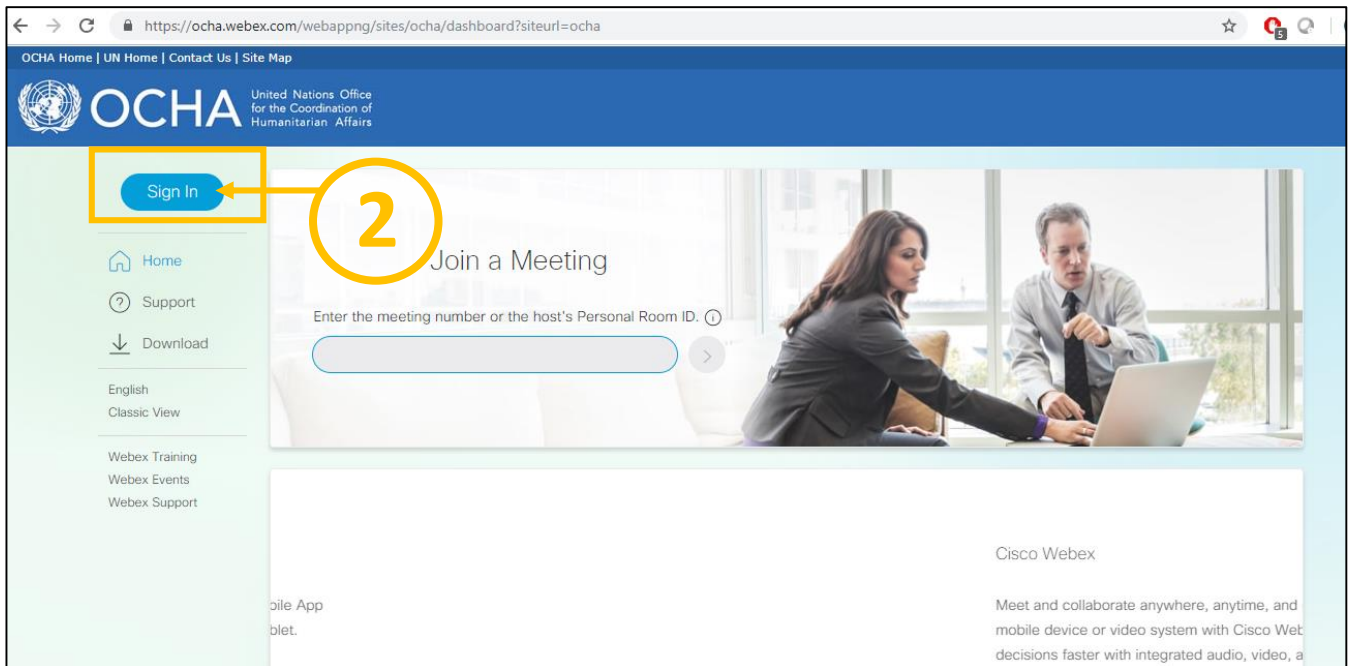 https://ocha.webex.com/webappng/sites/ocha/dashboard?siteurl=ocha
5
OCHA Home | UN Home | Contact Us | Site Map
OCHA
United Nations Office
for the Coordination of
Humanitarian Affairs
Sign In
2
Home
Support
Download
English
Classic View
Webex Training
Webex Events
Webex Support
Join a Meeting
Enter the meeting number or the host's Personal Room ID.
bile App
blet.
Cisco Webex
Meet and collaborate anywhere, anytime, and
mobile device or video system with Cisco Web
decisions faster with integrated audio, video, a